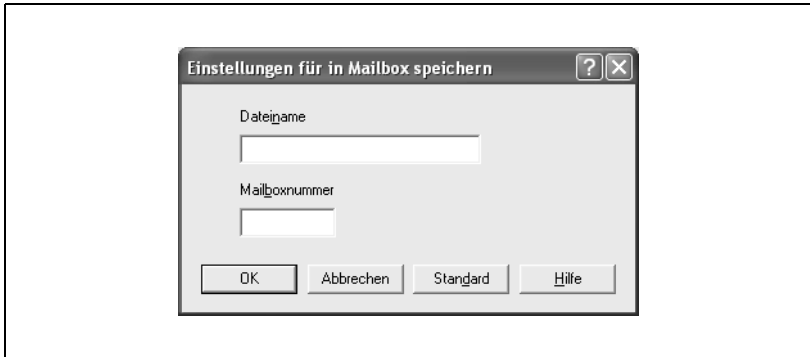 Einstellungen für in Mailbox speichern
Dateiname
Mailboxnummer
OK Abbrechen Standard Hilfe